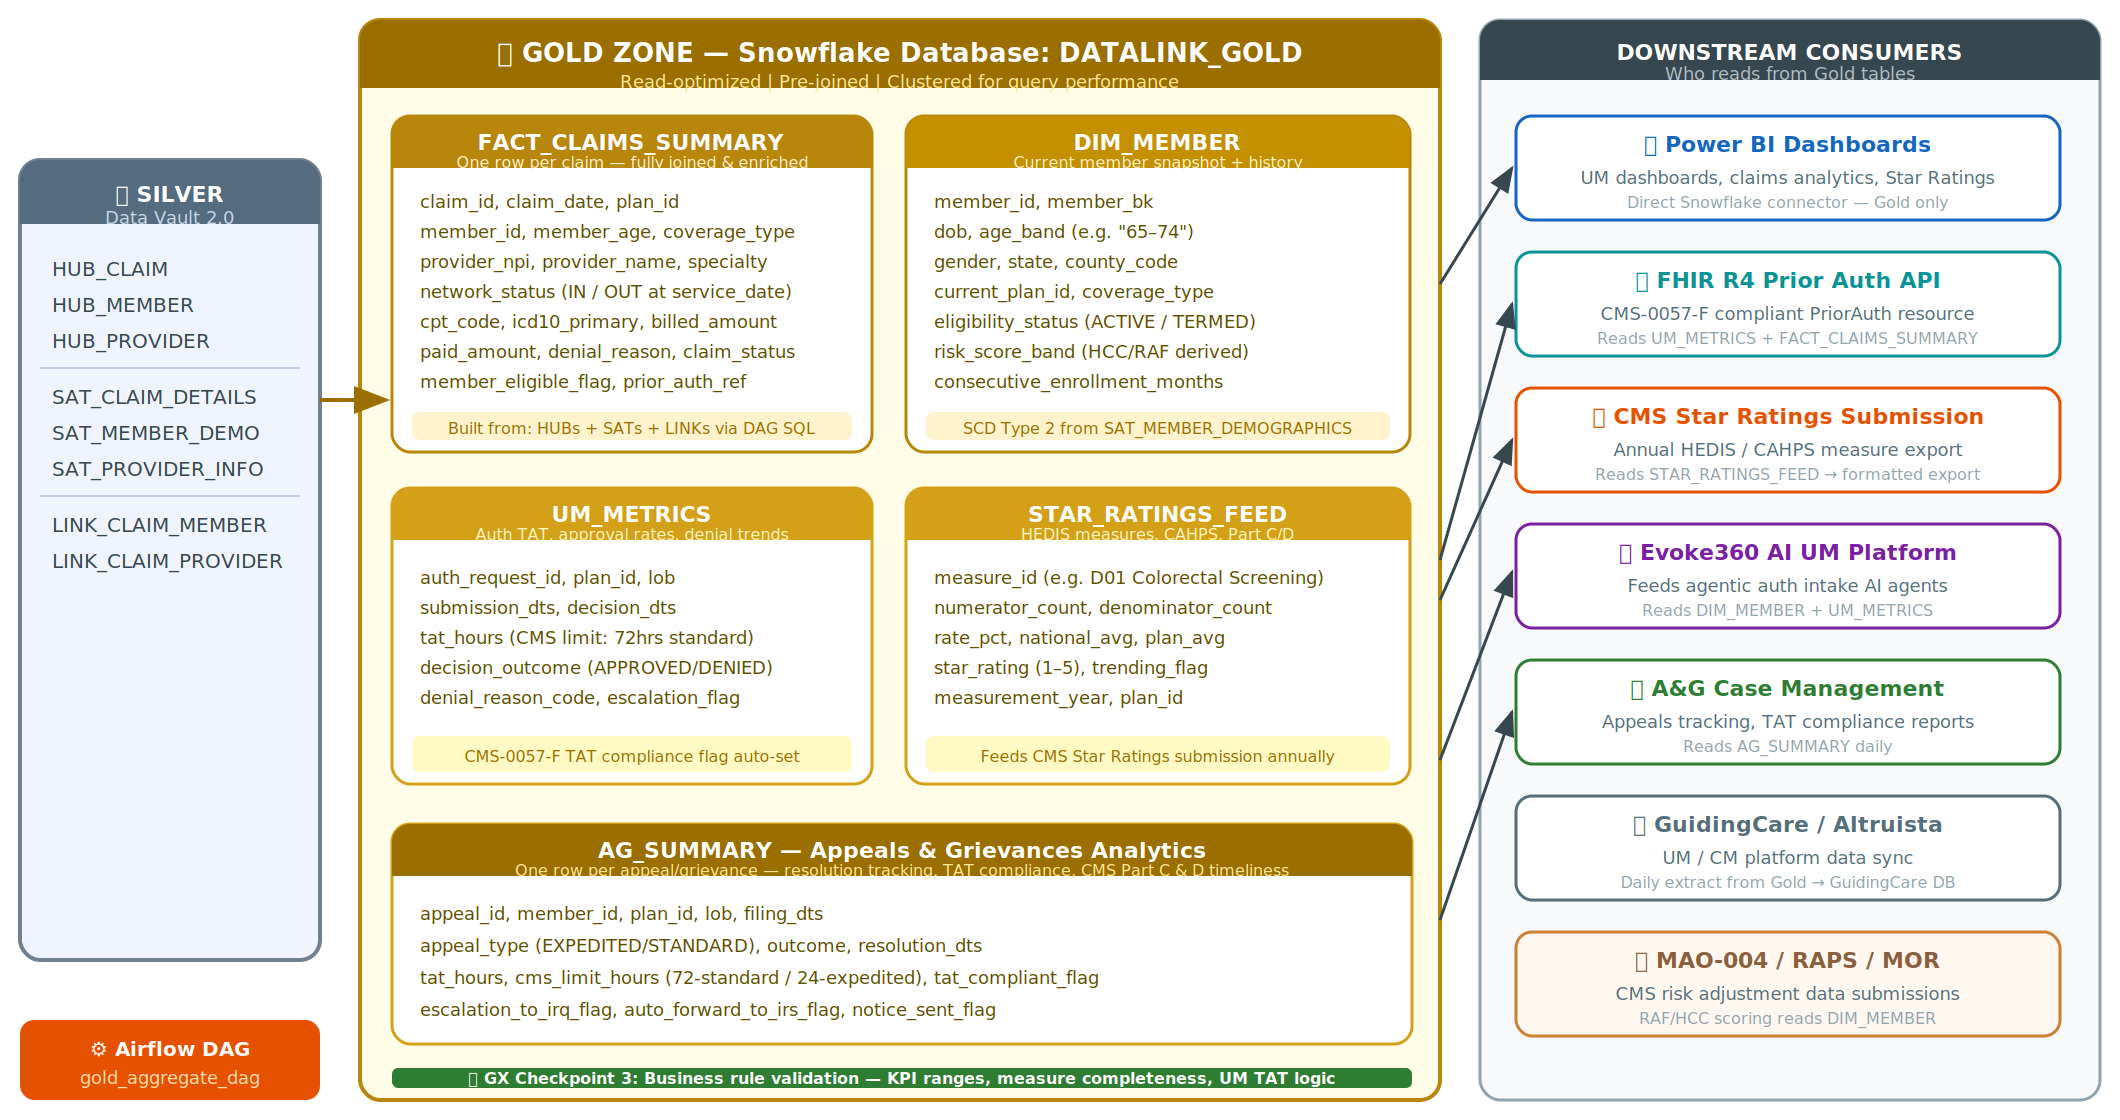 SILVER
Data Vault 2.0
HUB_CLAIM
HUB_MEMBER
HUB_PROVIDER
SAT_CLAIM_DETAILS
SAT_MEMBER_DEMO
SAT_PROVIDER_INFO
LINK_CLAIM_MEMBER
LINK_CLAIM_PROVIDER
⚙ Airflow DAG
gold_aggregate_dag
GOLD ZONE — Snowflake Database: DATALINK_GOLD
Read-optimized | Pre-joined | Clustered for query performance
FACT_CLAIMS_SUMMARY
One row per claim — fully joined & enriched
claim_id, claim_date, plan_id
member_id, member_age, coverage_type
provider_npi, provider_name, specialty
network_status (IN / OUT at service_date)
cpt_code, icd10_primary, billed_amount
paid_amount, denial_reason, claim_status
member_eligible_flag, prior_auth_ref
Built from: HUBs + SATs + LINKs via DAG SQL
DIM_MEMBER
Current member snapshot + history
member_id, member_bk
dob, age_band (e.g. "65–74")
gender, state, county_code
current_plan_id, coverage_type
eligibility_status (ACTIVE / TERMED)
risk_score_band (HCC/RAF derived)
consecutive_enrollment_months
SCD Type 2 from SAT_MEMBER_DEMOGRAPHICS
UM_METRICS
Auth TAT, approval rates, denial trends
auth_request_id, plan_id, lob
submission_dts, decision_dts
tat_hours (CMS limit: 72hrs standard)
decision_outcome (APPROVED/DENIED)
denial_reason_code, escalation_flag
CMS-0057-F TAT compliance flag auto-set
STAR_RATINGS_FEED
HEDIS measures, CAHPS, Part C/D
measure_id (e.g. D01 Colorectal Screening)
numerator_count, denominator_count
rate_pct, national_avg, plan_avg
star_rating (1–5), trending_flag
measurement_year, plan_id
Feeds CMS Star Ratings submission annually
AG_SUMMARY — Appeals & Grievances Analytics
One row per appeal/grievance — resolution tracking, TAT compliance, CMS Part C & D timeliness
appeal_id, member_id, plan_id, lob, filing_dts
appeal_type (EXPEDITED/STANDARD), outcome, resolution_dts
tat_hours, cms_limit_hours (72-standard / 24-expedited), tat_compliant_flag
escalation_to_irq_flag, auto_forward_to_irs_flag, notice_sent_flag
GX Checkpoint 3: Business rule validation — KPI ranges, measure completeness, UM TAT logic
DOWNSTREAM CONSUMERS
Who reads from Gold tables
Power BI Dashboards
UM dashboards, claims analytics, Star Ratings
Direct Snowflake connector — Gold only
FHIR R4 Prior Auth API
CMS-0057-F compliant PriorAuth resource
Reads UM_METRICS + FACT_CLAIMS_SUMMARY
CMS Star Ratings Submission
Annual HEDIS / CAHPS measure export
Reads STAR_RATINGS_FEED → formatted export
Evoke360 AI UM Platform
Feeds agentic auth intake AI agents
Reads DIM_MEMBER + UM_METRICS
A&G Case Management
Appeals tracking, TAT compliance reports
Reads AG_SUMMARY daily
GuidingCare / Altruista
UM / CM platform data sync
Daily extract from Gold → GuidingCare DB
MAO-004 / RAPS / MOR
CMS risk adjustment data submissions
RAF/HCC scoring reads DIM_MEMBER